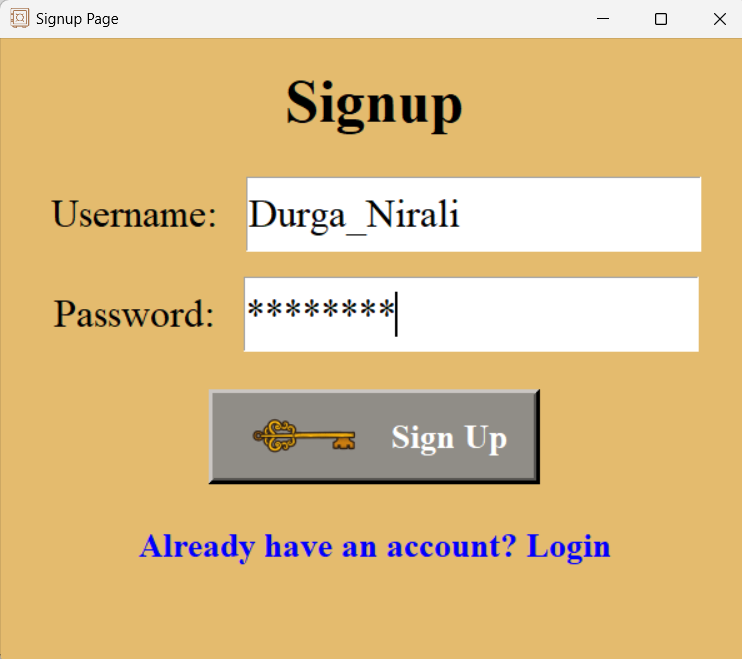 Signup Page
Signup
Username: Durga_Nirali
Password: ********
Sign Up
Already have an account? Login